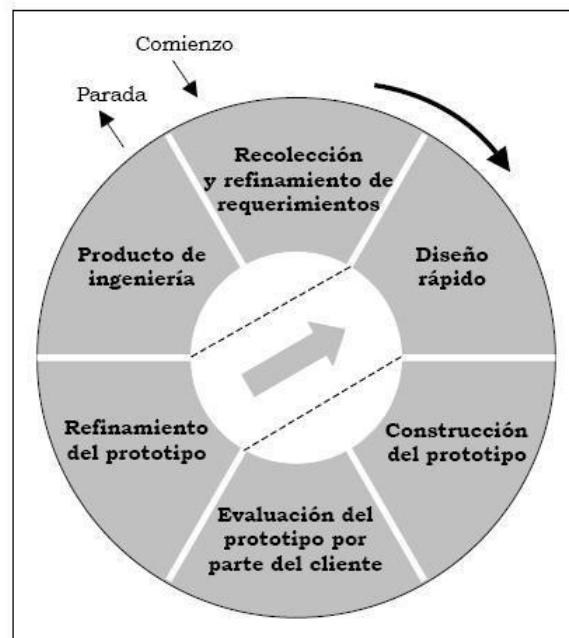 Comienzo
Parada
Recolección
y refinamiento de
requerimientos
Diseño
rápido
Construcción
del prototipo
Evaluación del
prototipo por
parte del cliente
Refinamiento
del prototipo
Producto de
ingeniería